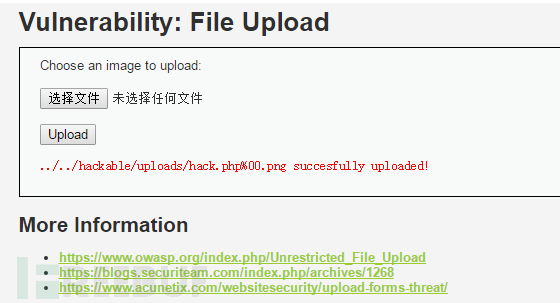 Vulnerability: File Upload
Choose an image to upload:
选择文件 未选择任何文件
Upload
../../hackable/uploads/hack.php%00.png succesfully uploaded!
More Information
https://www.owasp.org/index.php/Unrestricted_File_Upload
https://blogs.securiteam.com/index.php/archives/1268
https://www.acunetix.com/websitesecurity/upload-forms-threat/